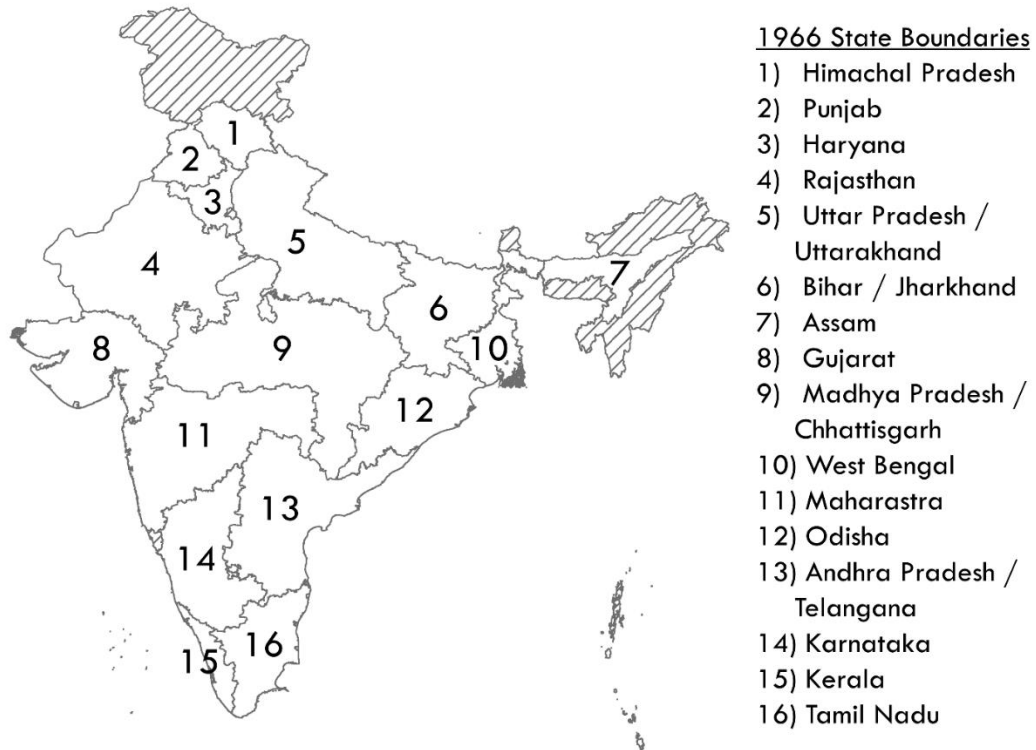 1966 State Boundaries
1) Himachal Pradesh
2) Punjab
3) Haryana
4) Rajasthan
5) Uttar Pradesh /
Uttarakhand
6) Bihar / Jharkhand
7) Assam
8) Gujarat
9) Madhya Pradesh /
Chhattisgarh
10) West Bengal
11) Maharastra
12) Odisha
13) Andhra Pradesh /
Telangana
14) Karnataka
15) Kerala
16) Tamil Nadu
1
2
3
4
5
6
7
8
9
10
11
12
13
14
15
16